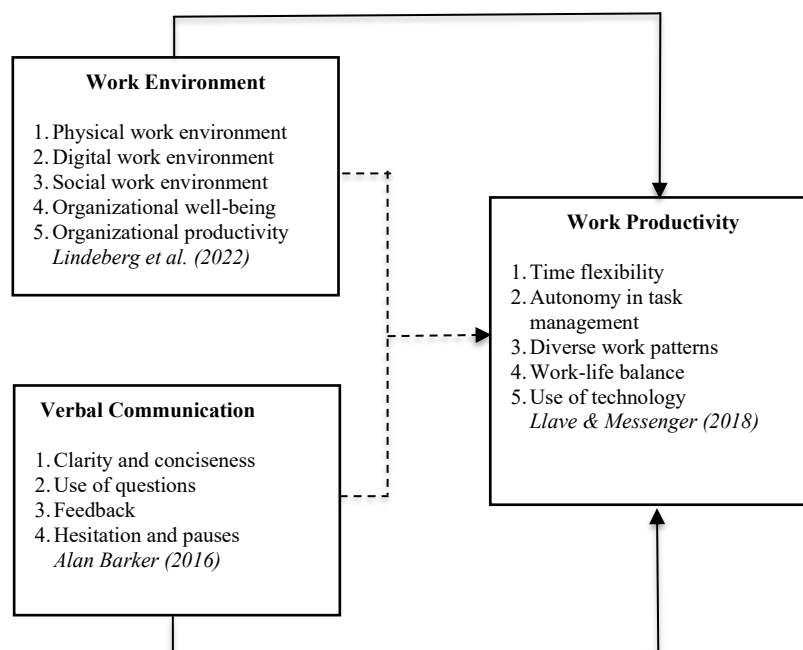 Work Environment
1. Physical work environment
2. Digital work environment
3. Social work environment
4. Organizational well-being
5. Organizational productivity
Lindeberg et al. (2022)
Verbal Communication
1. Clarity and conciseness
2. Use of questions
3. Feedback
4. Hesitation and pauses
Alan Barker (2016)
Work Productivity
1. Time flexibility
2. Autonomy in task
management
3. Diverse work patterns
4. Work-life balance
5. Use of technology
Llave & Messenger (2018)